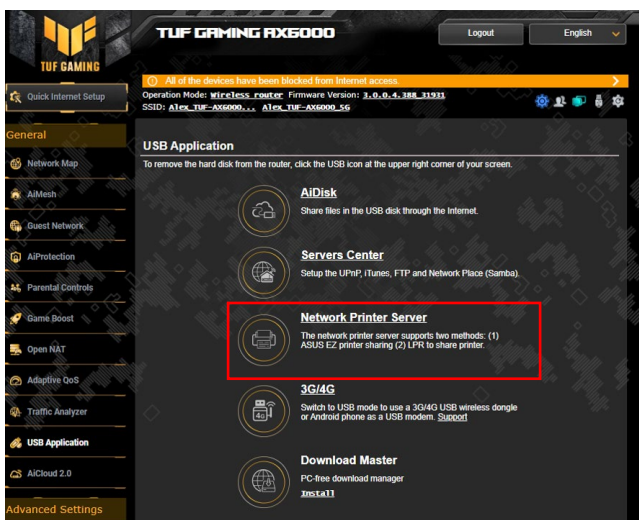 TUF GAMING
TUF GAMING AX6000
Logout
English
All of the devices have been blocked from Internet access.
Quick Internet Setup
Operation Mode: Wireless router Firmware Version: 3.0.0.4.388_31931
SSID: Alex_TUF-AX6000... Alex_TUF-AX6000_5G
General
Network Map
AiMesh
Guest Network
AiProtection
Parental Controls
Game Boost
Open NAT
Adaptive QoS
Traffic Analyzer
USB Application
AiCloud 2.0
Advanced Settings
USB Application
To remove the hard disk from the router, click the USB icon at the upper right corner of your screen.
AiDisk
Share files in the USB disk through the Internet.
Servers Center
Setup the UPnP, iTunes, FTP and Network Place (Samba).
Network Printer Server
The network printer server supports two methods: (1)
ASUS EZ printer sharing (2) LPR to share printer.
3G/4G
4G
Switch to USB mode to use a 3G/4G USB wireless dongle
or Android phone as a USB modem. Support
Download Master
PC-free download manager
Install